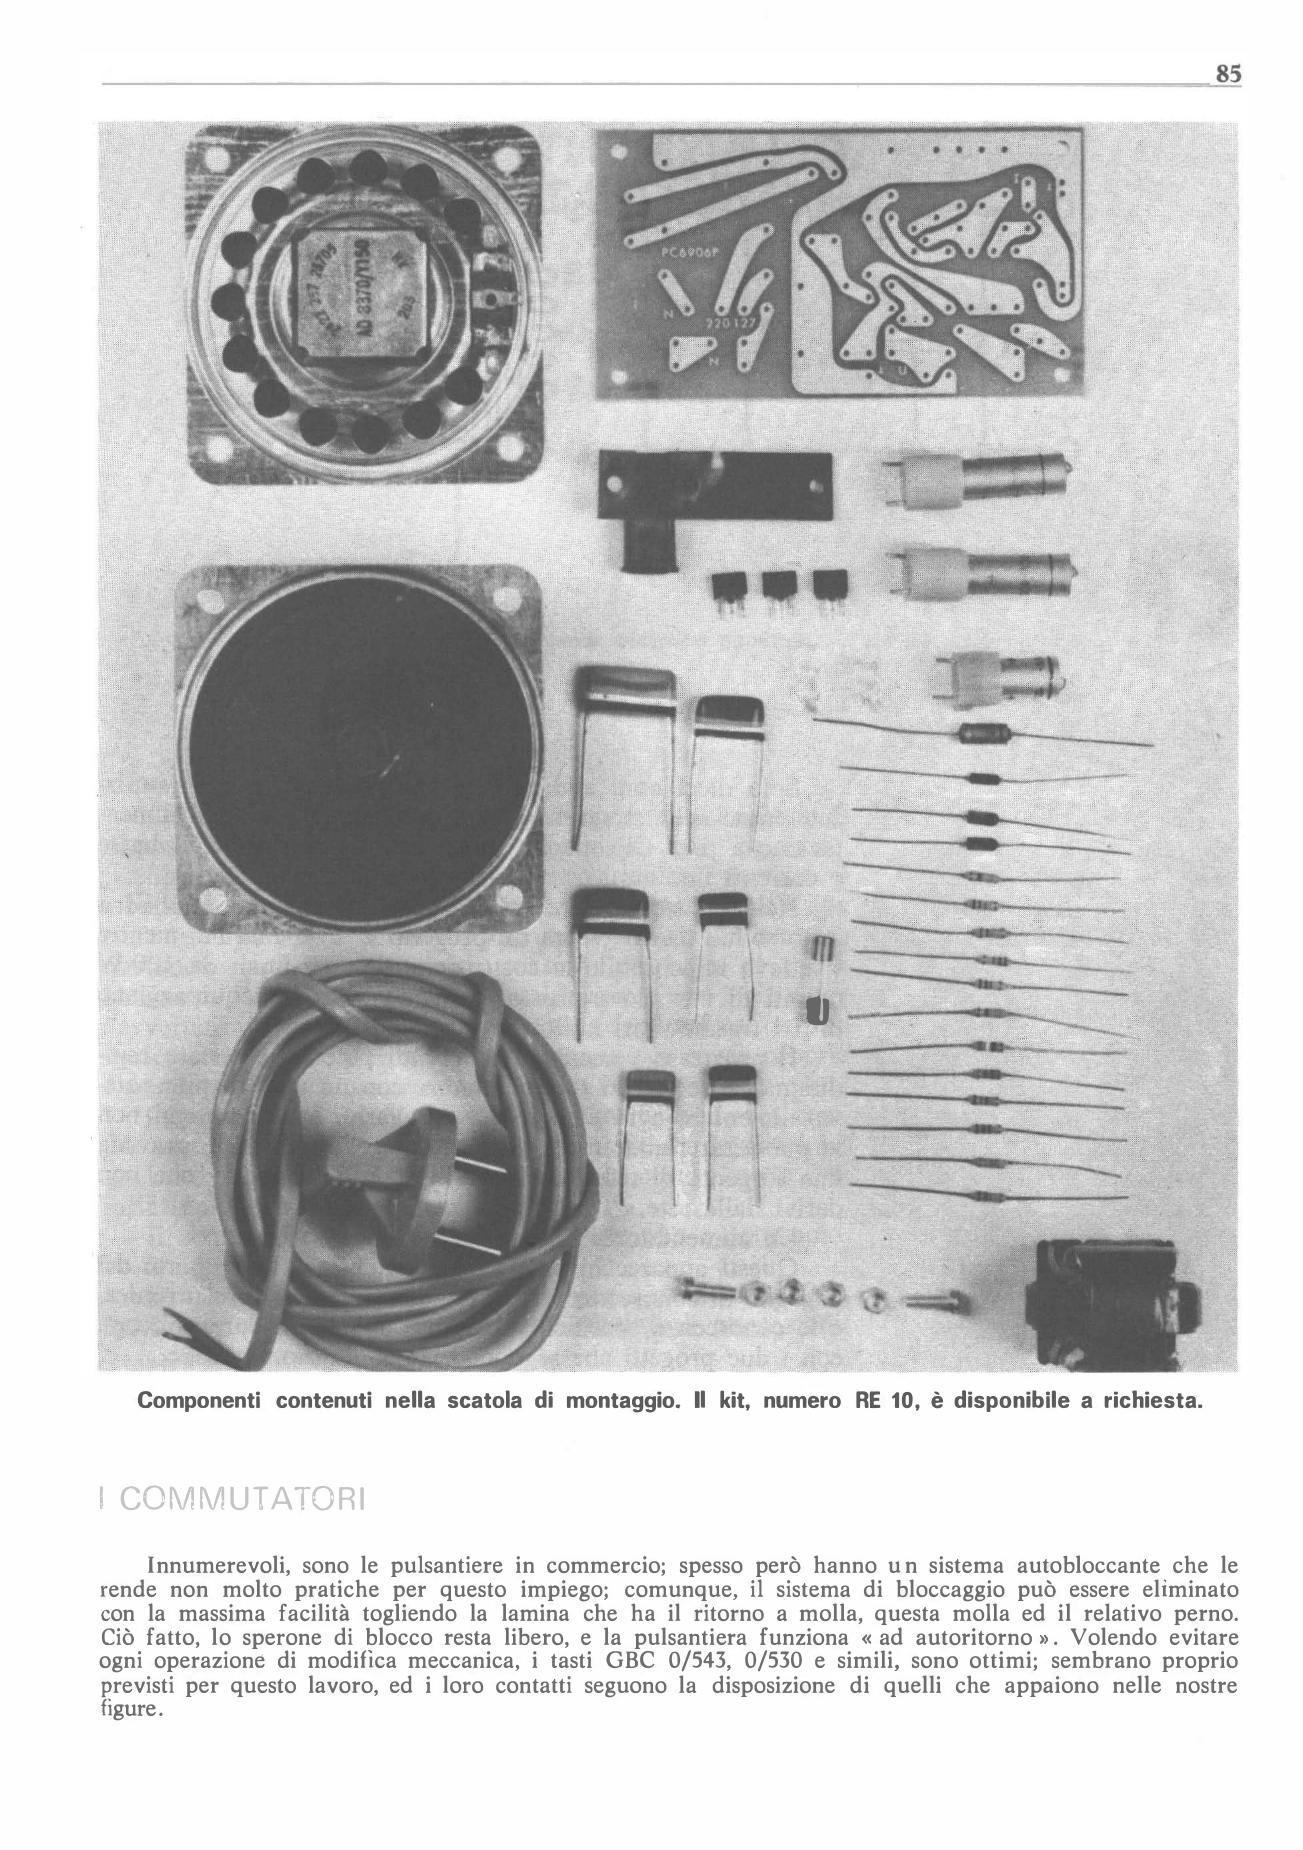 85
AD 3370/Y150
PC6906P
N
220 127
N
T
U
I
T
Componenti contenuti nella scatola di montaggio. Il kit, numero RE 10, è disponibile a richiesta.
I COMMUTATORI
Innumerevoli, sono le pulsantiere in commercio; spesso però hanno un sistema autobloccante che le
rende non molto pratiche per questo impiego; comunque, il sistema di bloccaggio può essere eliminato
con la massima facilità togliendo la lamina che ha il ritorno a molla, questa molla ed il relativo perno.
Ciò fatto, lo sperone di blocco resta libero, e la pulsantiera funziona « ad autoritorno ». Volendo evitare
ogni operazione di modifica meccanica, i tasti GBC 0/543, 0/530 e simili, sono ottimi; sembrano proprio
previsti per questo lavoro, ed i loro contatti seguono la disposizione di quelli che appaiono nelle nostre
figure.